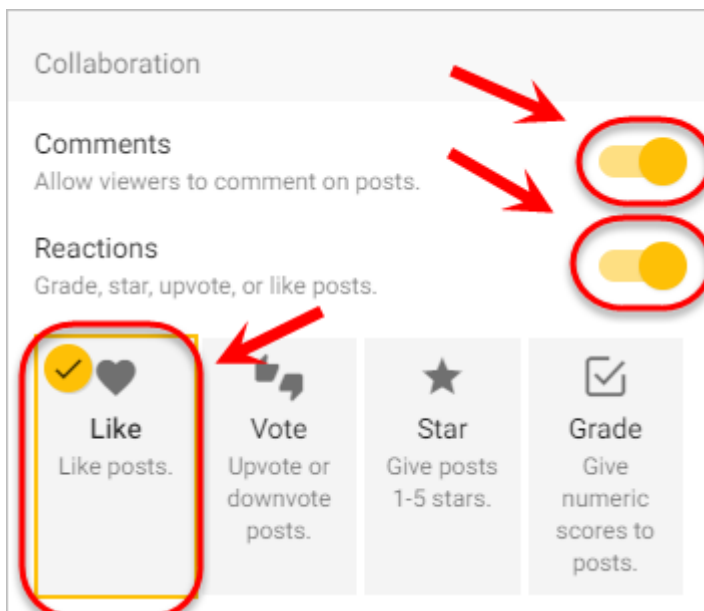 Collaboration
Comments
Allow viewers to comment on posts.
Reactions
Grade, star, upvote, or like posts.
Like
Like posts.
Vote
Upvote or
downvote
posts.
Star
Give posts
1-5 stars.
Grade
Give
numeric
scores to
posts.